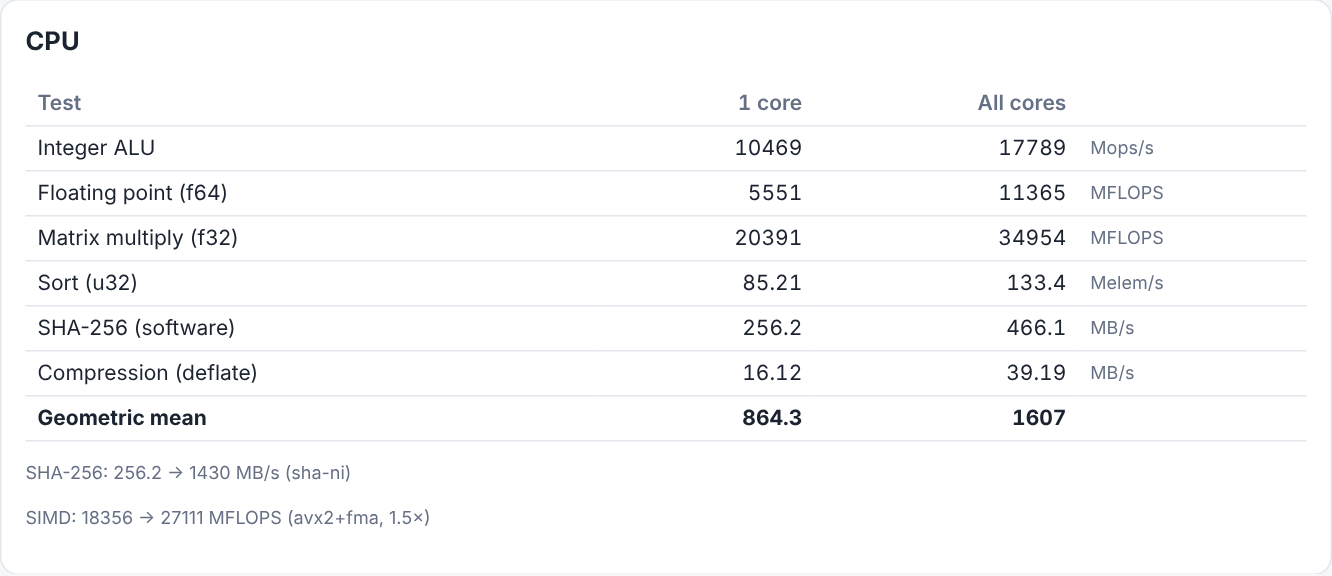 CPU
Test 1 core All cores
Integer ALU 10469 17789 Mops/s
Floating point (f64) 5551 11365 MFLOPS
Matrix multiply (f32) 20391 34954 MFLOPS
Sort (u32) 85.21 133.4 Melem/s
SHA-256 (software) 256.2 466.1 MB/s
Compression (deflate) 16.12 39.19 MB/s
Geometric mean 864.3 1607
SHA-256: 256.2 → 1430 MB/s (sha-ni)
SIMD: 18356 → 27111 MFLOPS (avx2+fma, 1.5×)